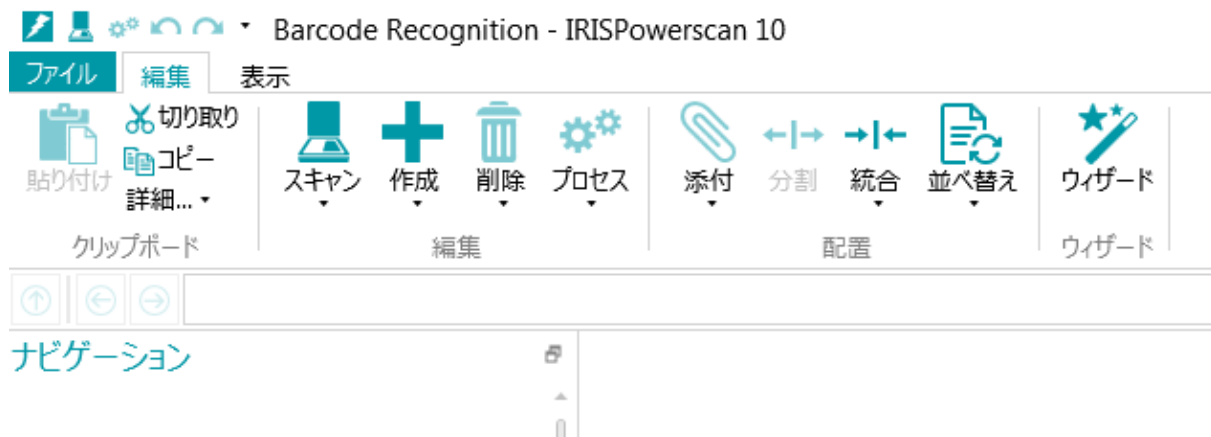 Barcode Recognition - IRISPowerscan 10
ファイル 編集 表示
切り取り
コピー
貼り付け スキャン 作成 削除 プロセス 添付 分割 統合 並べ替え ウィザード
詳細...
クリップボード 編集 配置 ウィザード
ナビゲーション